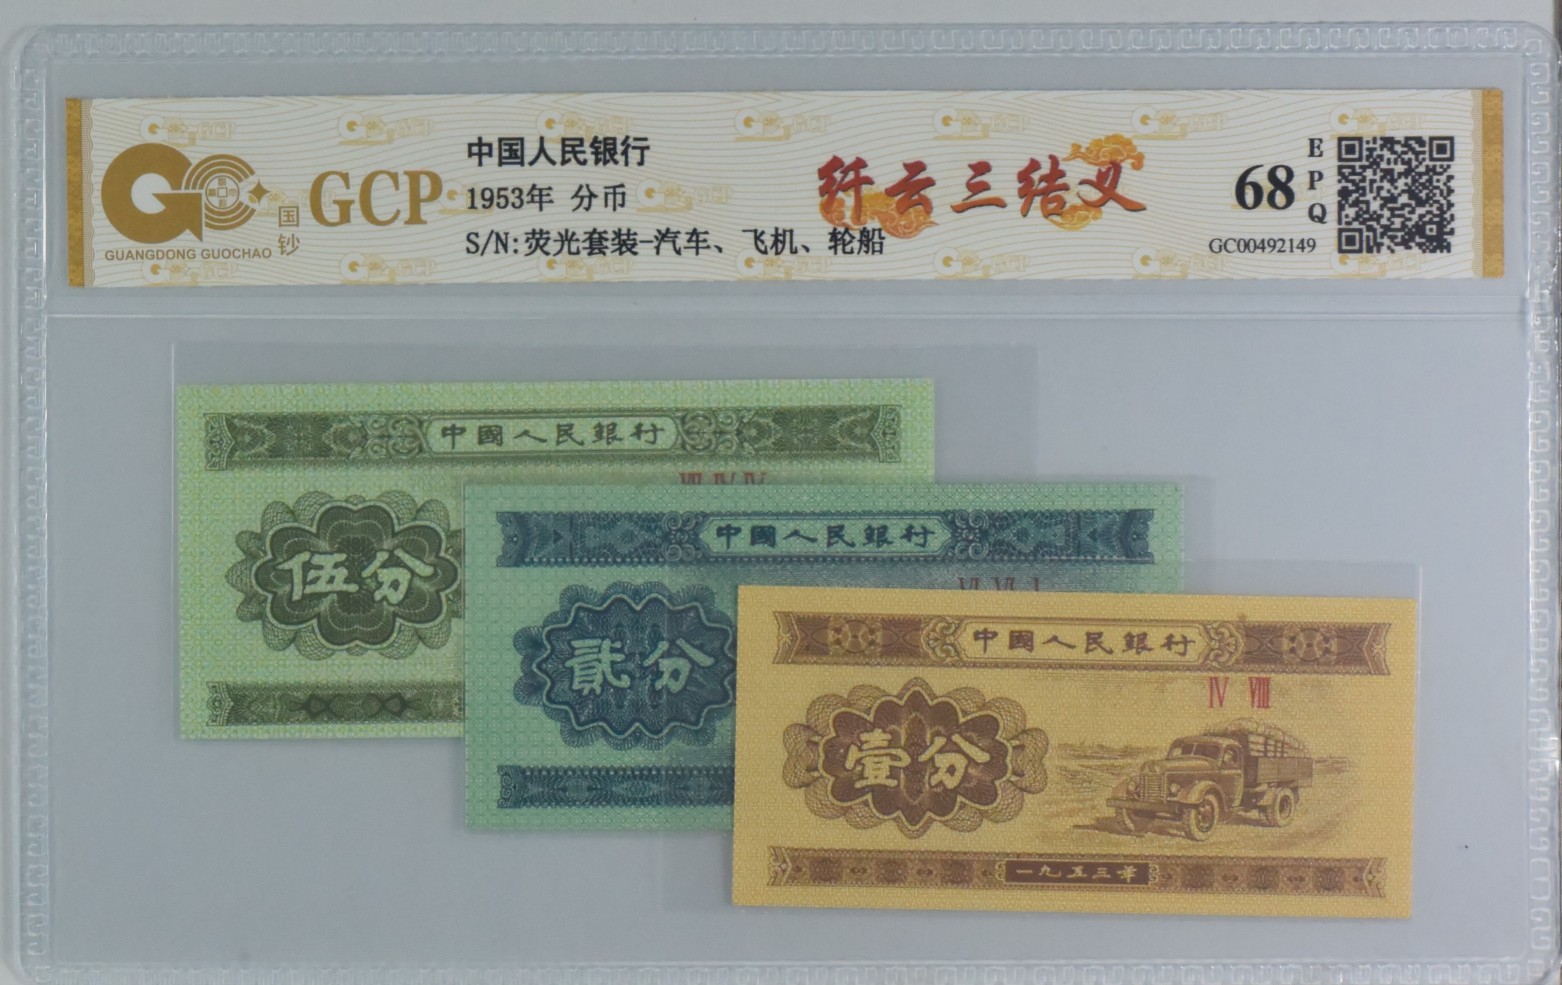 GCP
国钞
GUANGDONG GUOCHAO
中国人民银行
1953年 分币
S/N:荧光套装-汽车、飞机、轮船
纤云三结义
68
EPQ
GC00492149
中國人民銀行
伍分
中國人民銀行
貳分
中國人民銀行
IV VIII
壹分
一九五三年